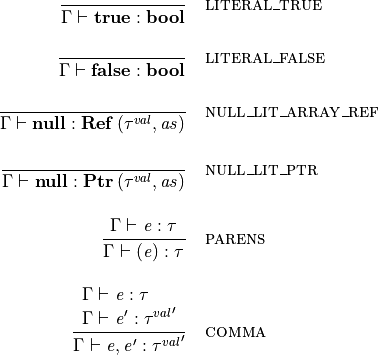 Γ ⊢ true : bool LITERAL_TRUE
Γ ⊢ false : bool LITERAL_FALSE
Γ ⊢ null : Ref (τ^val, as) NULL_LIT_ARRAY_REF
Γ ⊢ null : Ptr (τ^val, as) NULL_LIT_PTR
Γ ⊢ e : τ
Γ ⊢ (e) : τ PARENS
Γ ⊢ e : τ
Γ ⊢ e′ : τ^val′
Γ ⊢ e, e′ : τ^val′ COMMA